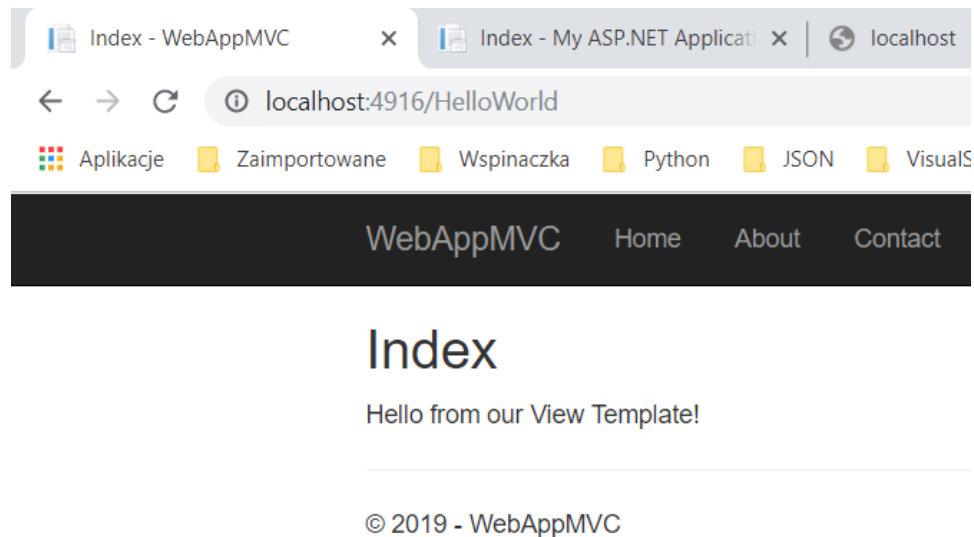 Index - WebAppMVC Index - My ASP.NET Applicati localhost
localhost:4916/HelloWorld
Aplikacje Zaimportowane Wspinaczka Python JSON VisualS
WebAppMVC Home About Contact
Index
Hello from our View Template!
© 2019 - WebAppMVC